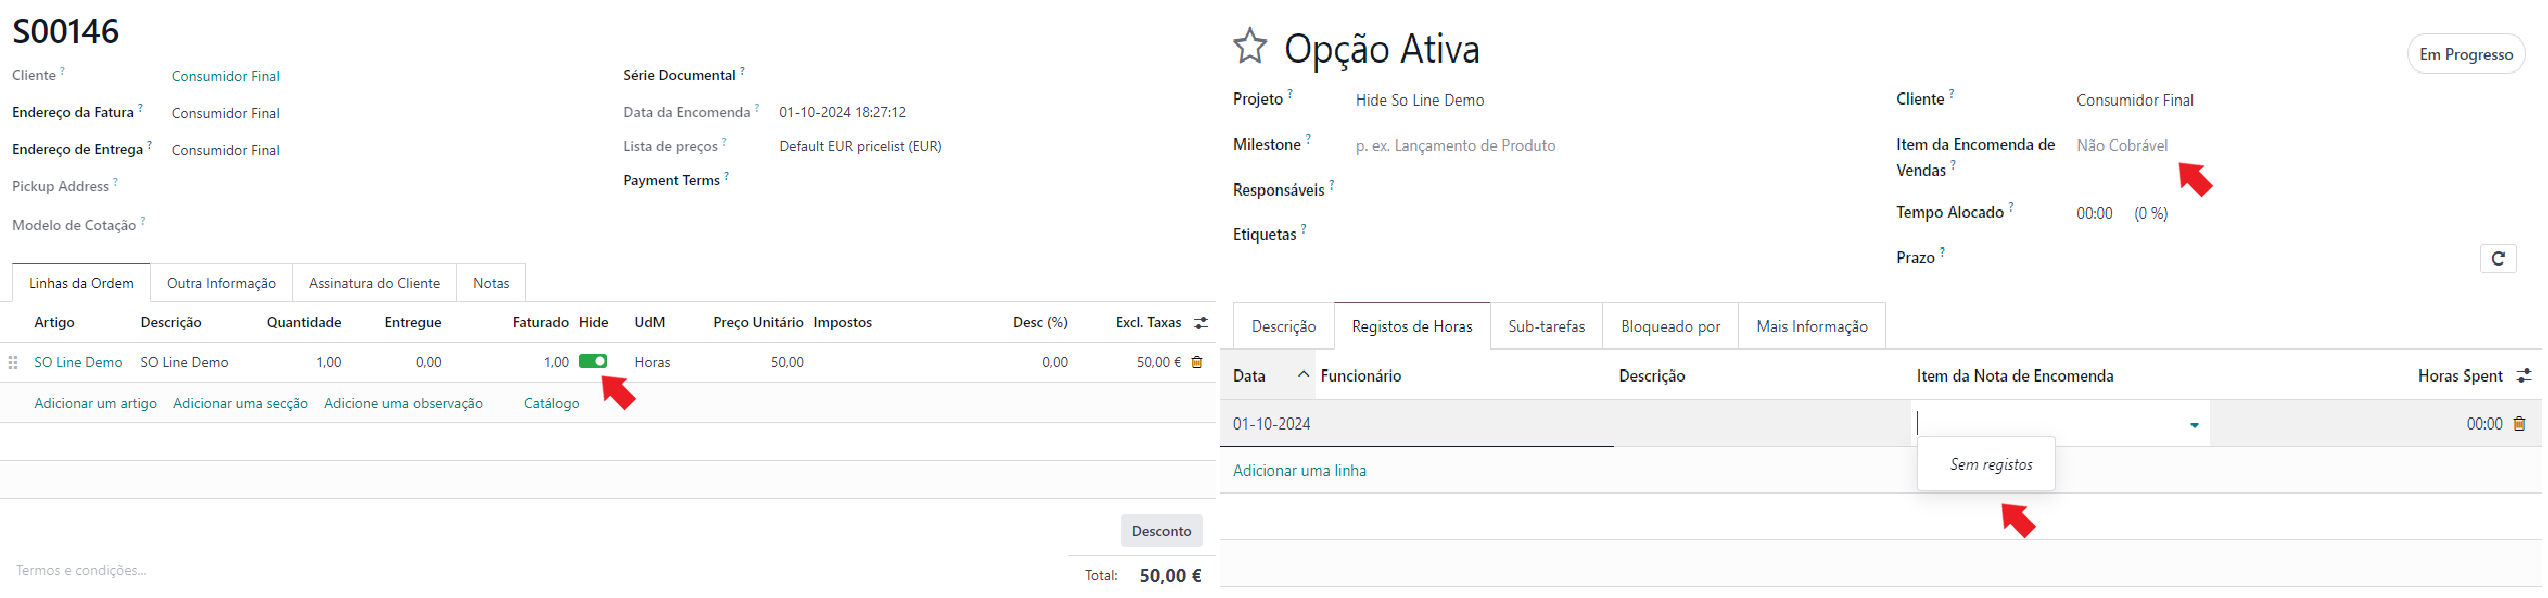 S00146
Cliente ? Consumidor Final
Série Documental ?
Endereço da Fatura ? Consumidor Final
Data da Encomenda ? 01-10-2024 18:27:12
Endereço de Entrega ? Consumidor Final
Lista de preços ? Default EUR pricelist (EUR)
Pickup Address ?
Payment Terms ?
Modelo de Cotação ?
Linhas da Ordem Outra Informação Assinatura do Cliente Notas
Artigo Descrição Quantidade Entregue Faturado Hide UdM Preço Unitário Impostos Desc (%) Excl. Taxas
SO Line Demo SO Line Demo 1,00 0,00 1,00 Horas 50,00 0,00 50,00 €
Adicionar um artigo Adicionar uma secção Adicione uma observação Catálogo
Desconto
Termos e condições...
Total: 50,00 €
Opção Ativa
Em Progresso
Projeto ? Hide So Line Demo
Cliente ? Consumidor Final
Milestone ? p. ex. Lançamento de Produto
Item da Encomenda de Vendas ? Não Cobrável
Responsáveis ?
Tempo Alocado ? 00:00 (0 %)
Etiquetas ?
Prazo ?
Descrição Registos de Horas Sub-tarefas Bloqueado por Mais Informação
Data Funcionário Descrição Item da Nota de Encomenda Horas Spent
01-10-2024 00:00
Sem registos
Adicionar uma linha